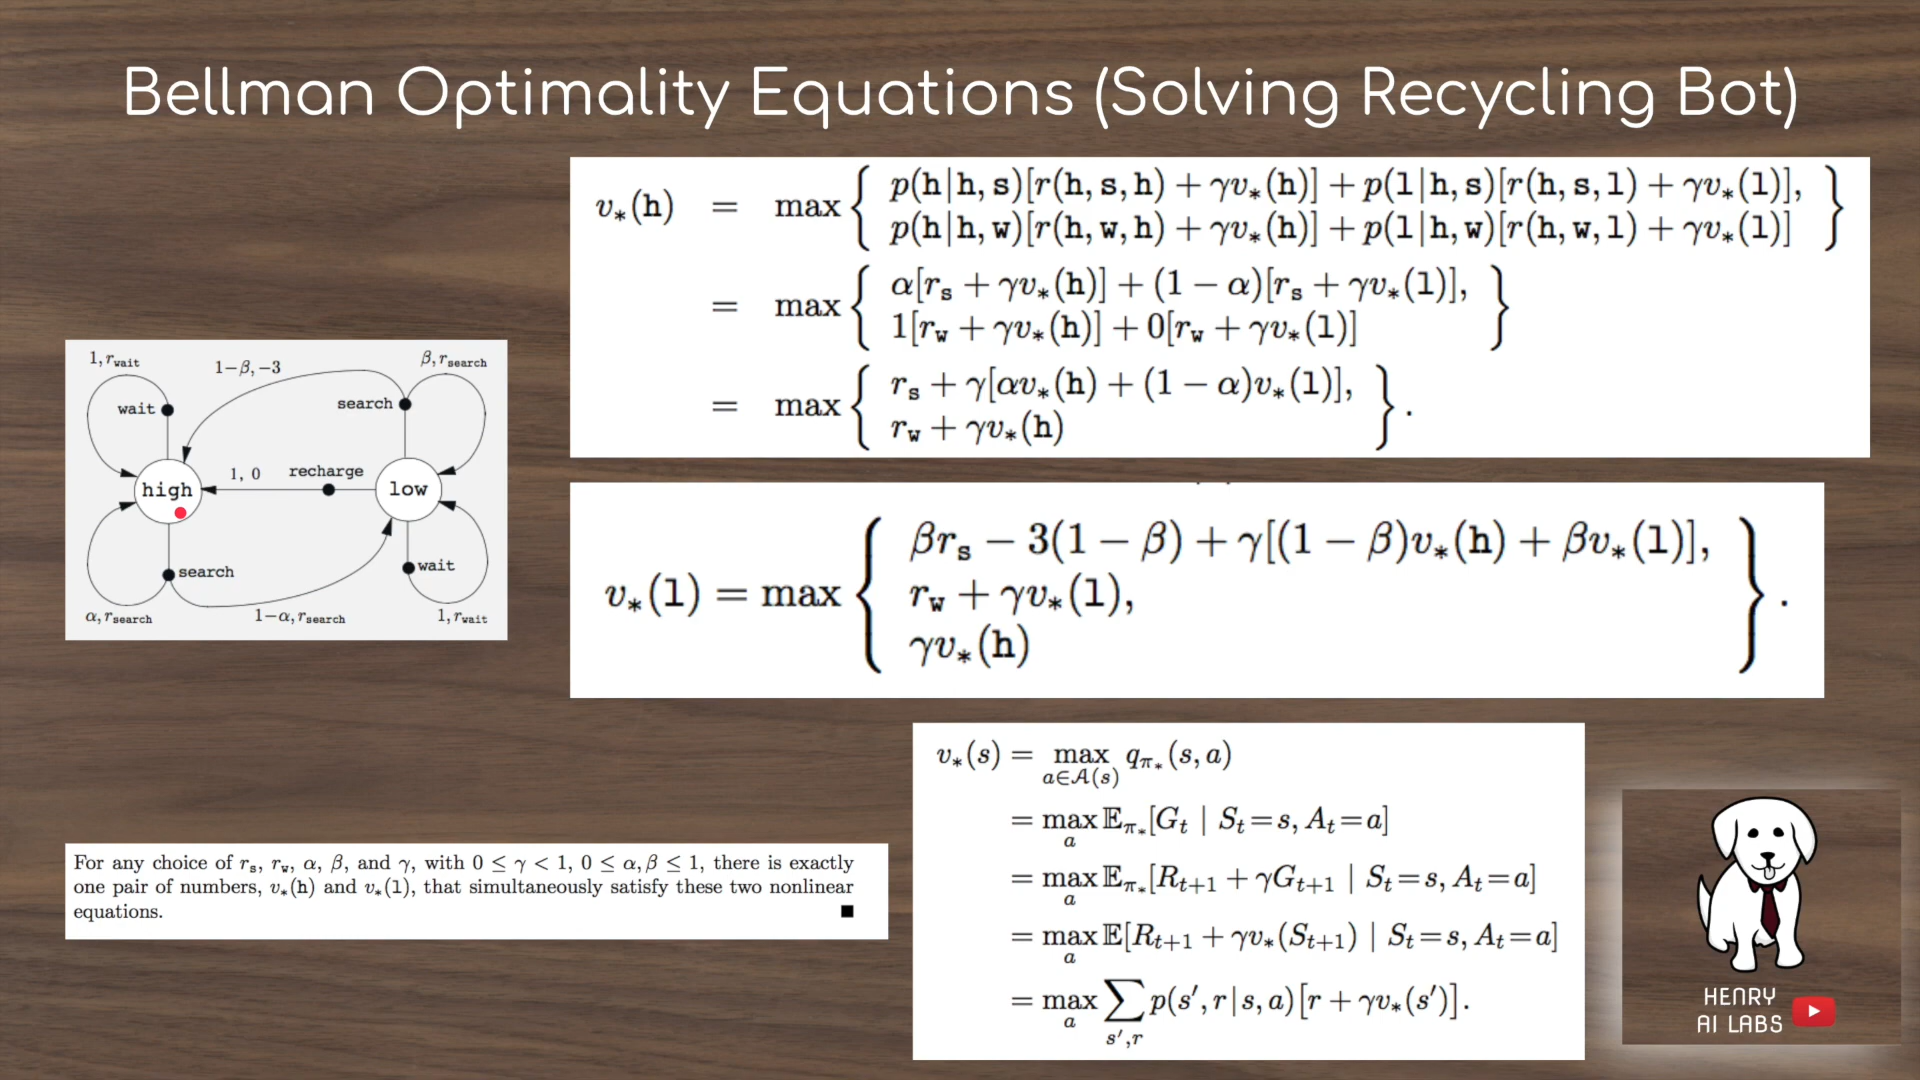 Bellman Optimality Equations (Solving Recycling Bot)
v*(h) = max { p(h|h, s)[r(h, s, h) + γv*(h)] + p(l|h, s)[r(h, s, l) + γv*(l)],
p(h|h, w)[r(h, w, h) + γv*(h)] + p(l|h, w)[r(h, w, l) + γv*(l)] }
= max { α[rs + γv*(h)] + (1 − α)[rs + γv*(l)],
1[rw + γv*(h)] + 0[rw + γv*(l)] }
= max { rs + γ[αv*(h) + (1 − α)v*(l)],
rw + γv*(h) }.
1, rwait
1−β, −3
β, rsearch
wait
search
1, 0
recharge
high
low
search
wait
α, rsearch
1−α, rsearch
1, rwait
v*(l) = max { βrs − 3(1 − β) + γ[(1 − β)v*(h) + βv*(l)],
rw + γv*(l),
γv*(h) }.
v*(s) = max a∈A(s) qπ*(s, a)
= max a Eπ*[Gt | St=s, At=a]
= max a Eπ*[Rt+1 + γGt+1 | St=s, At=a]
= max a E[Rt+1 + γv*(St+1) | St=s, At=a]
= max a ∑ s′,r p(s′, r|s, a)[r + γv*(s′)].
For any choice of rs, rw, α, β, and γ, with 0 ≤ γ < 1, 0 ≤ α, β ≤ 1, there is exactly
one pair of numbers, v*(h) and v*(l), that simultaneously satisfy these two nonlinear
equations. ■
HENRY
AI LABS